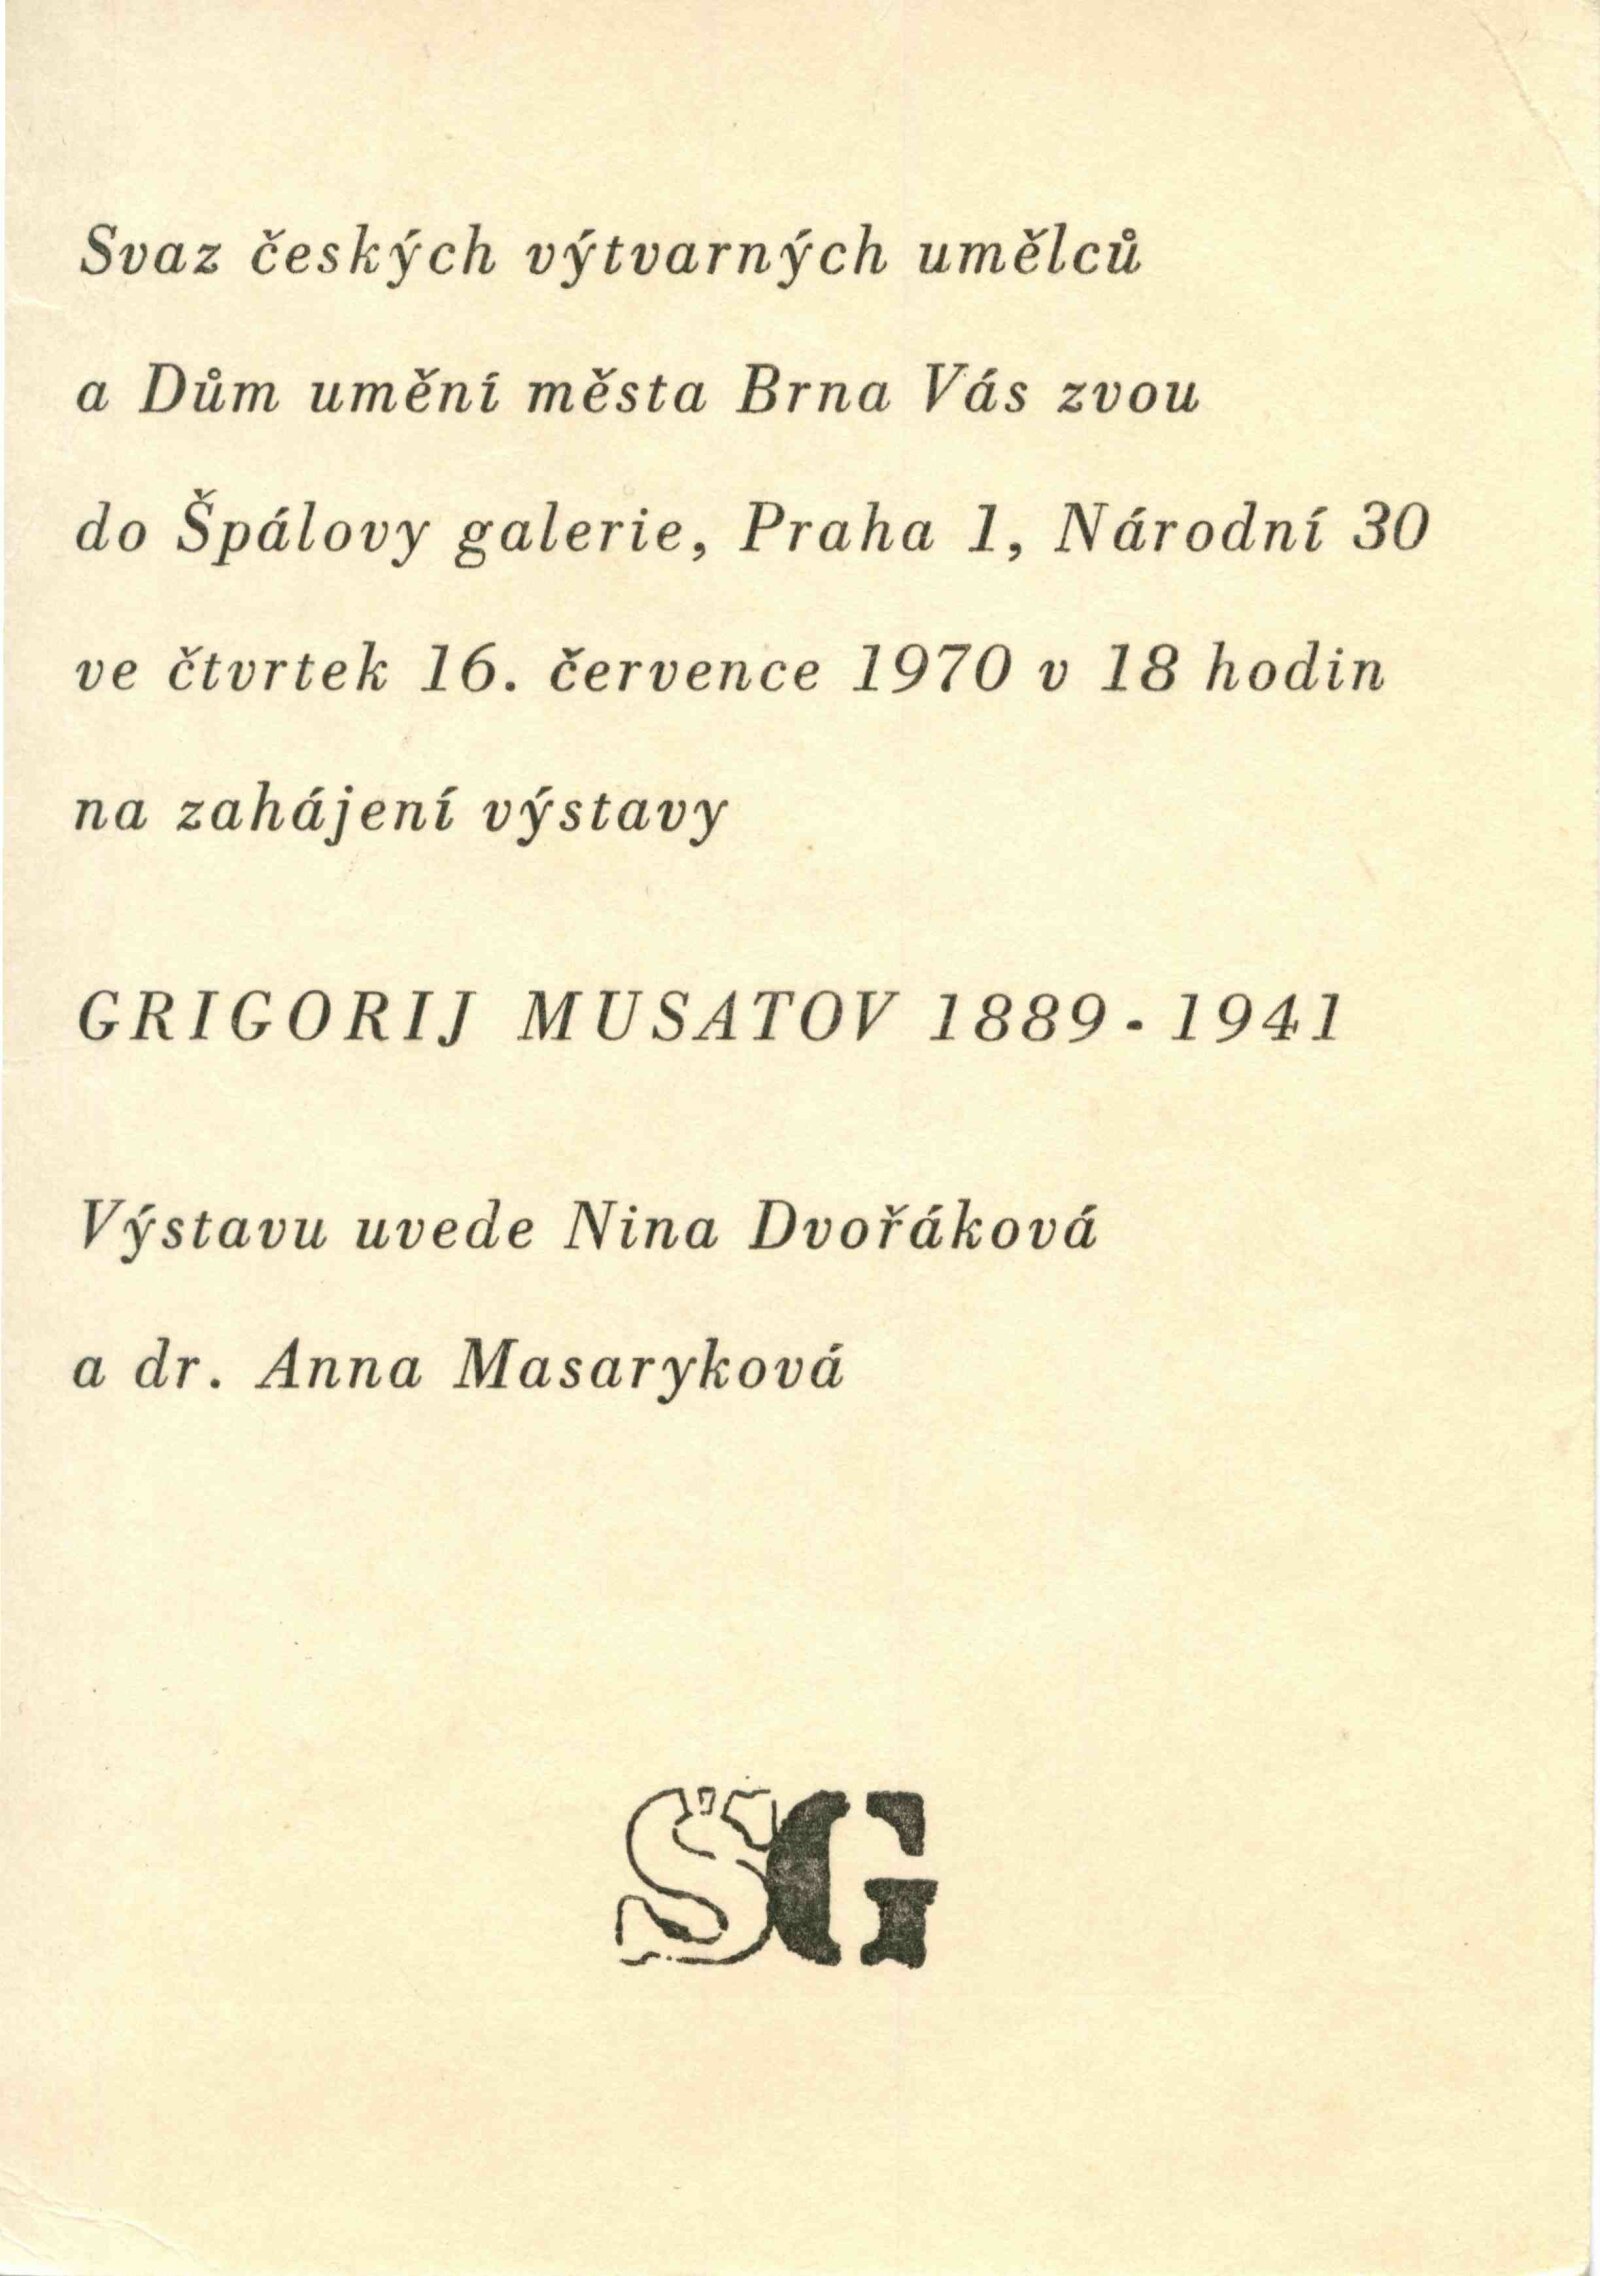 Svaz českých výtvarných umělců
a Dům umění města Brna Vás zvou
do Špálovy galerie, Praha 1, Národní 30
ve čtvrtek 16. července 1970 v 18 hodin
na zahájení výstavy
GRIGORIJ MUSATOV 1889 - 1941
Výstavu uvede Nina Dvořáková
a dr. Anna Masaryková
ŠG